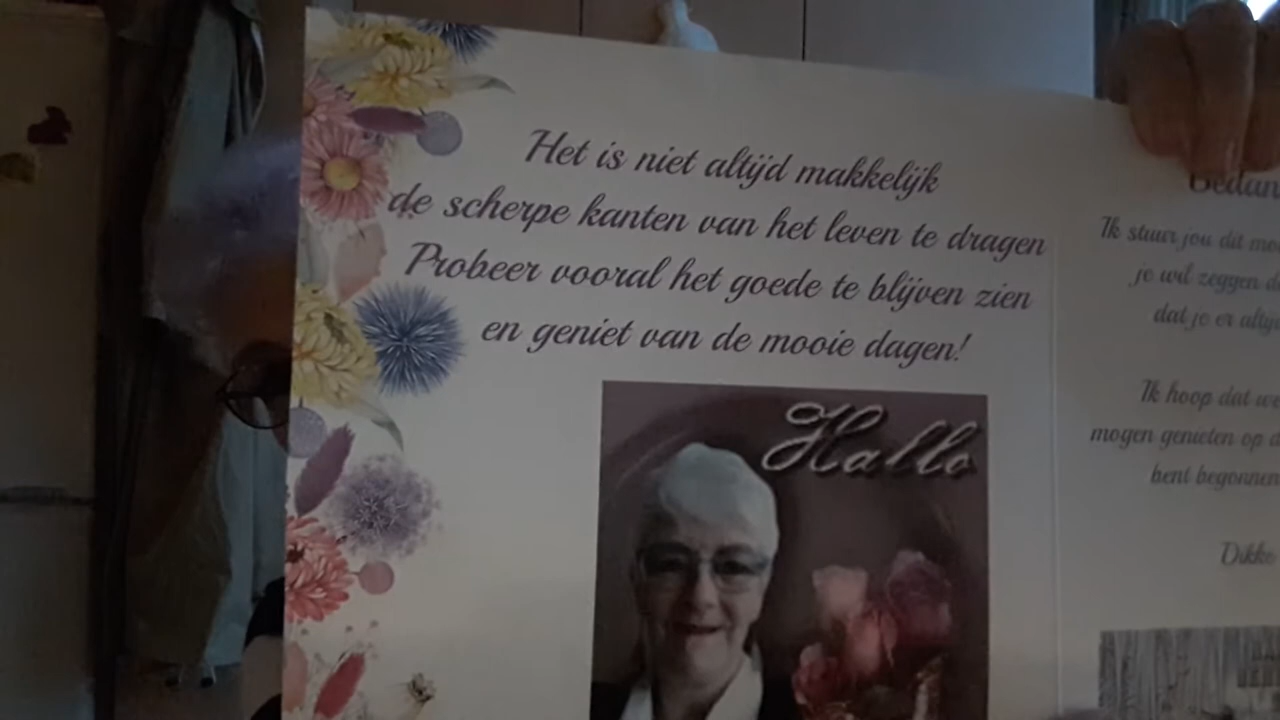 Het is niet altijd makkelijk
de scherpe kanten van het leven te dragen
Probeer vooral het goede te blijven zien
en geniet van de mooie dagen!
Hallo
Ik stuur jou dit
je wil zeggen
dat je er
Ik hoop dat
mogen genieten op
bent begonnen